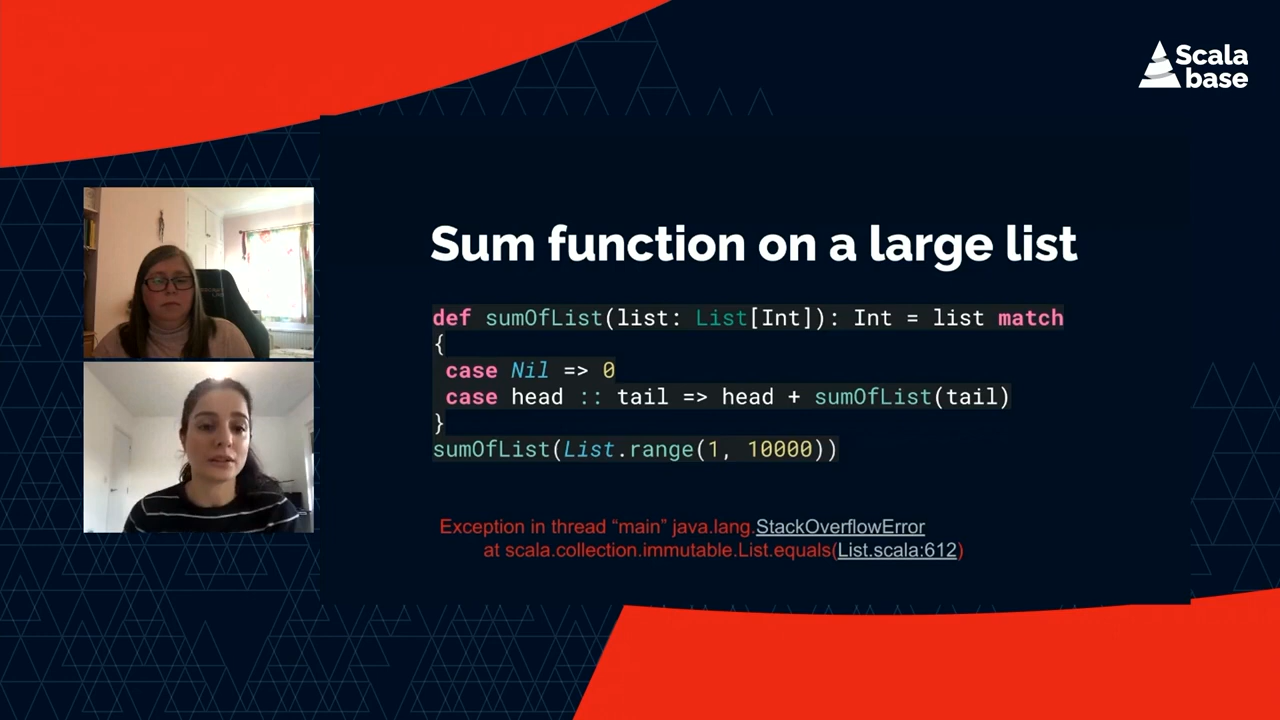 Scala
base
Sum function on a large list
def sumOfList(list: List[Int]): Int = list match
{
case Nil => 0
case head :: tail => head + sumOfList(tail)
}
sumOfList(List.range(1, 10000))
Exception in thread “main” java.lang.StackOverflowError
at scala.collection.immutable.List.equals(List.scala:612)